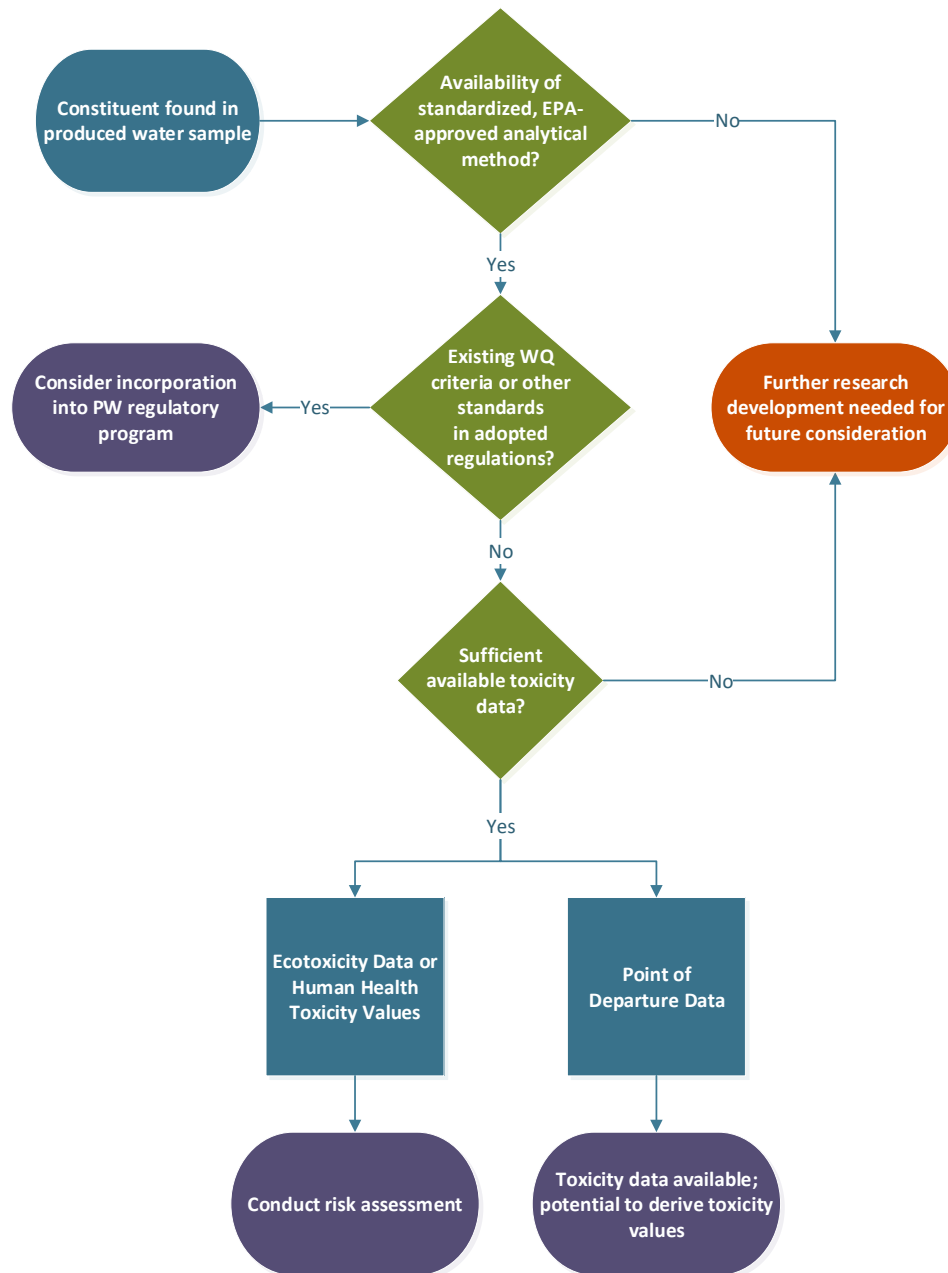 Constituent found in
produced water sample
Availability of
standardized, EPA-
approved analytical
method?
No
Yes
Consider incorporation
into PW regulatory
program
Yes
Existing WQ
criteria or other
standards
in adopted
regulations?
Further research
development needed for
future consideration
No
Sufficient
available toxicity
data?
No
Yes
Ecotoxicity Data or
Human Health
Toxicity Values
Point of
Departure Data
Conduct risk assessment
Toxicity data available;
potential to derive toxicity
values